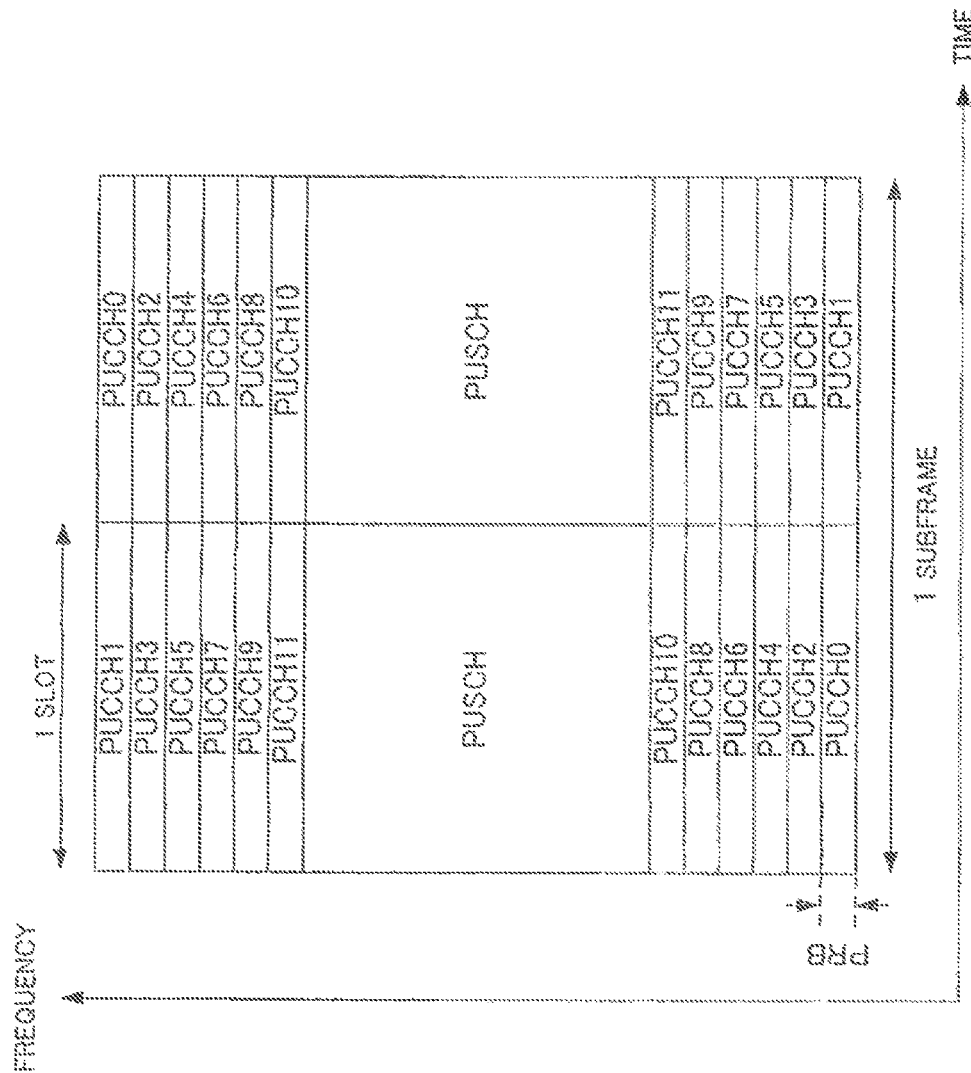 FREQUENCY
1 SLOT
PUCCH1
PUCCH0
PUCCH3
PUCCH2
PUCCH5
PUCCH4
PUCCH7
PUCCH6
PUCCH9
PUCCH8
PUCCH11
PUCCH10
PUSCH
PUSCH
PUCCH10
PUCCH11
PUCCH8
PUCCH9
PUCCH6
PUCCH7
PUCCH4
PUCCH5
PUCCH2
PUCCH3
PUCCH0
PUCCH1
PRB
1 SUBFRAME
TIME